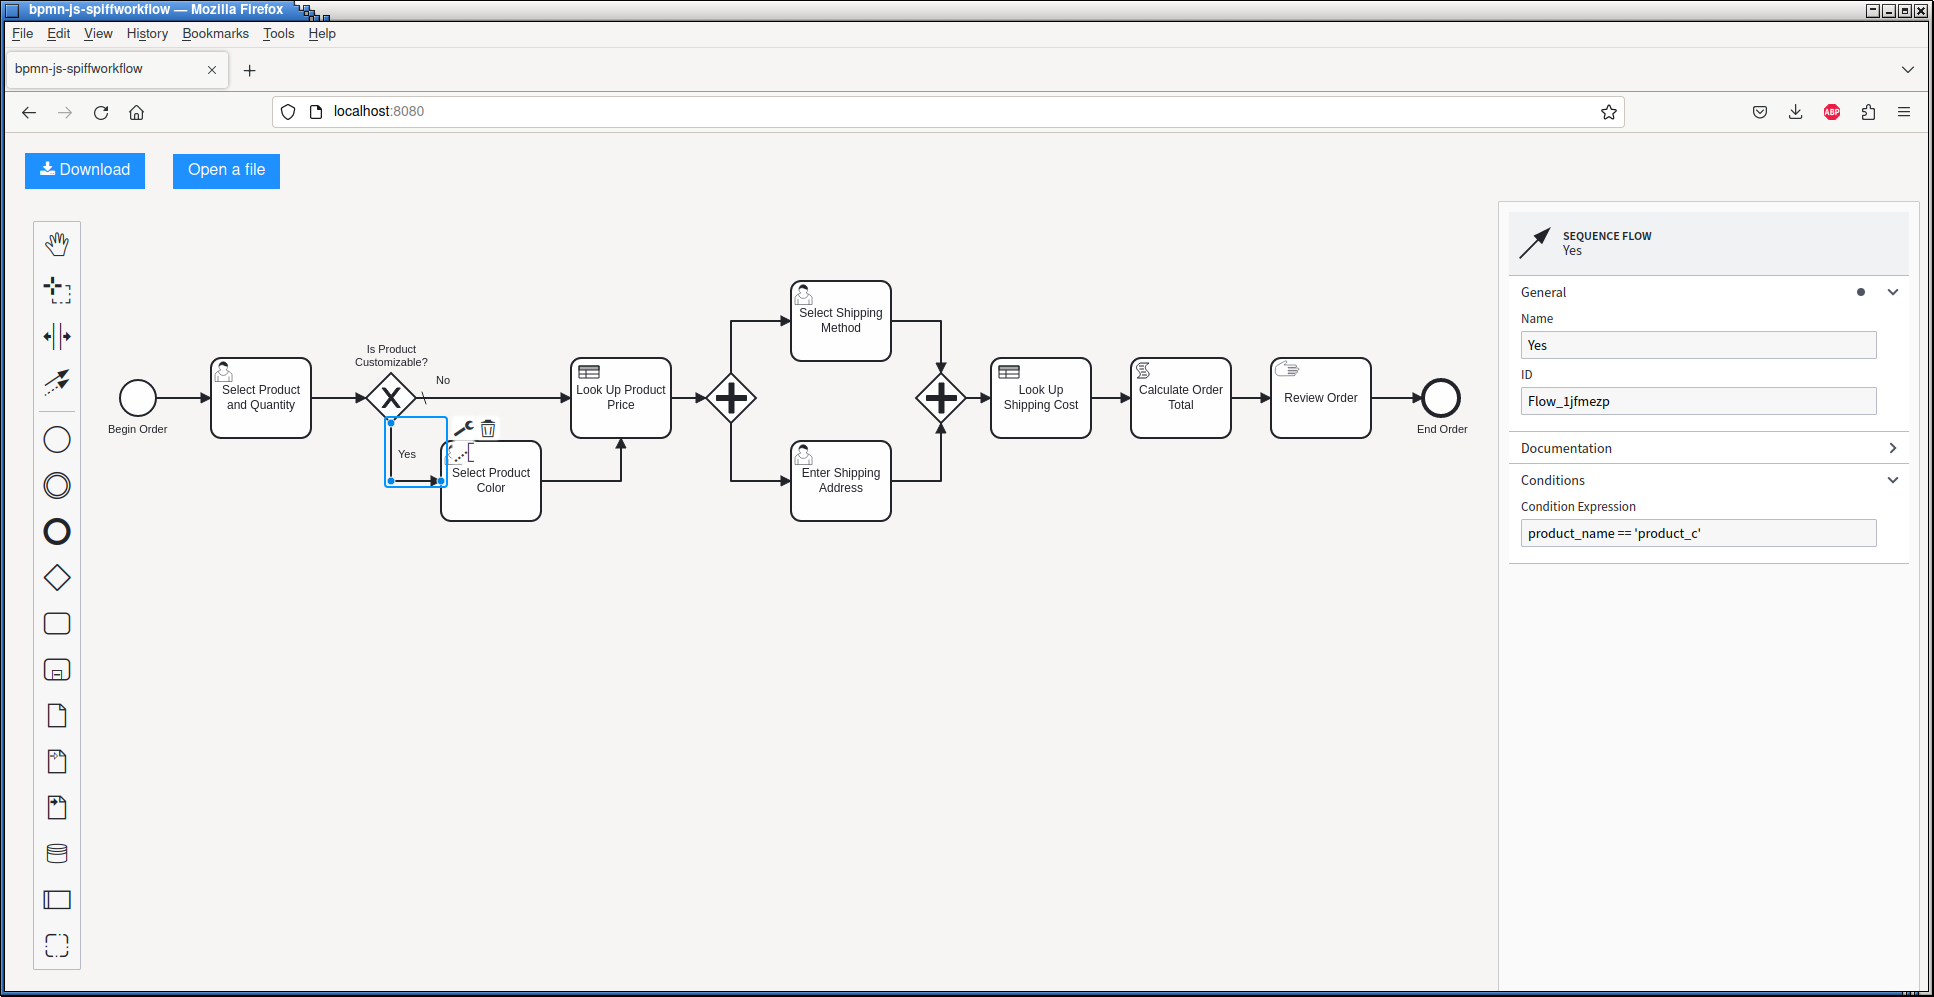 bpmn-js-spiffworkflow — Mozilla Firefox
File Edit View History Bookmarks Tools Help
bpmn-js-spiffworkflow
localhost:8080
ABP
Download
Open a file
Begin Order
Select Product
and Quantity
Is Product
Customizable?
No
Yes
Select Product
Color
Look Up Product
Price
Select Shipping
Method
Enter Shipping
Address
Look Up
Shipping Cost
Calculate Order
Total
Review Order
End Order
SEQUENCE FLOW
Yes
General
Name
Yes
ID
Flow_1jfmezp
Documentation
Conditions
Condition Expression
product_name == 'product_c'